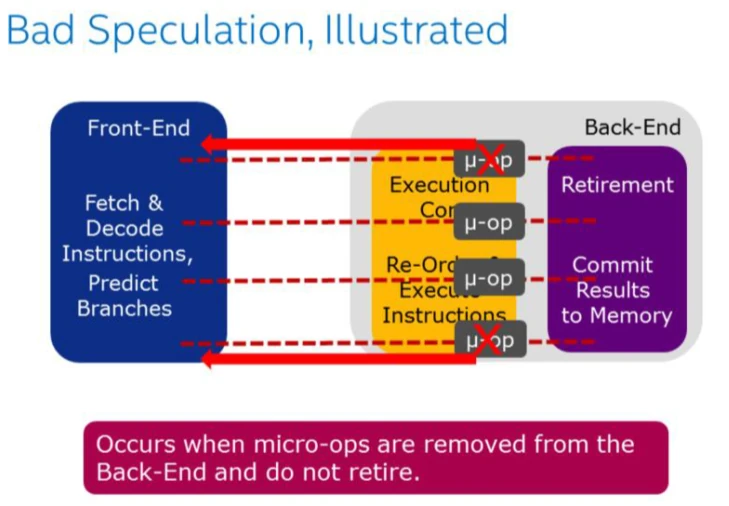 Bad Speculation, Illustrated
Front-End
Back-End
μ-op
Fetch &
Decode
Instructions,
Predict
Branches
Execution
μ-op
μ-op
Instructions
μ-op
Retirement
Commit
Results
to Memory
Occurs when micro-ops are removed from the
Back-End and do not retire.